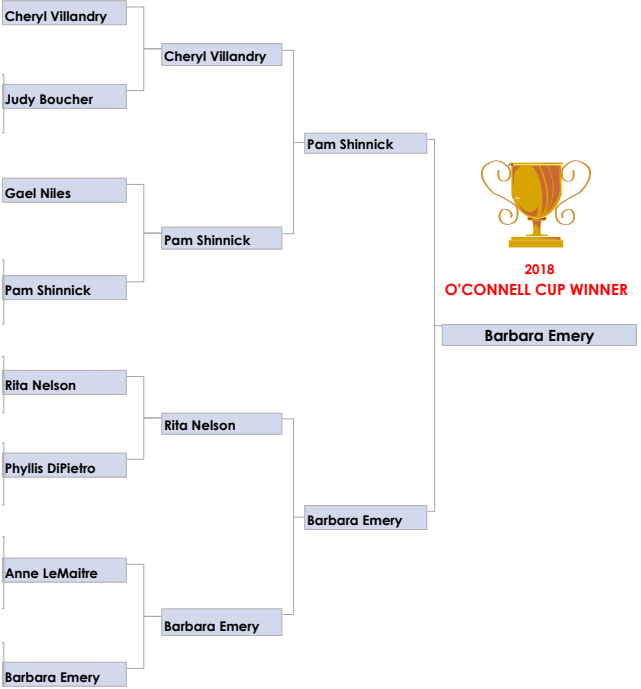 Cheryl Villandry
Cheryl Villandry
Judy Boucher
Pam Shinnick
Gael Niles
Pam Shinnick
2018
O'CONNELL CUP WINNER
Pam Shinnick
Barbara Emery
Rita Nelson
Rita Nelson
Phyllis DiPietro
Barbara Emery
Anne LeMaitre
Barbara Emery
Barbara Emery